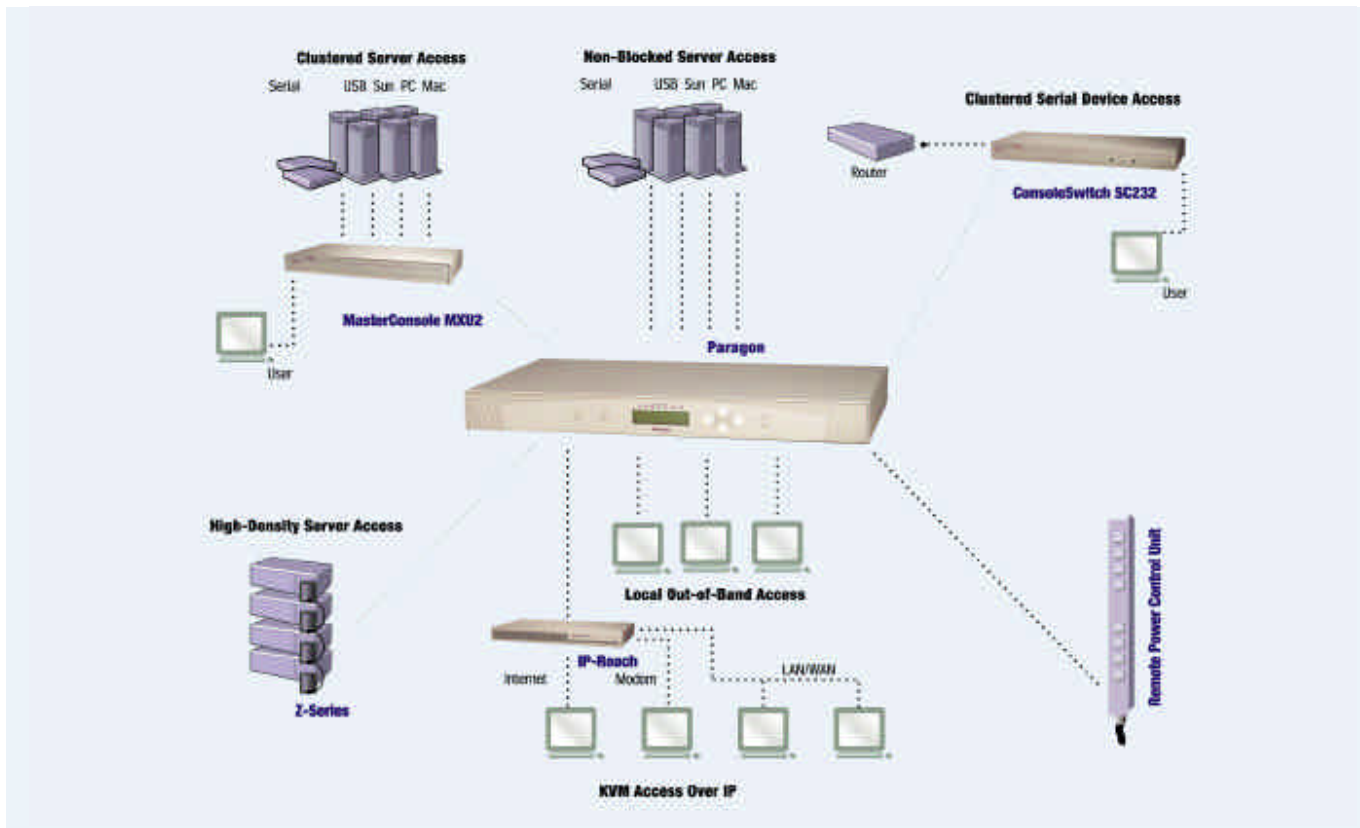 Clustered Server Access
Serial USB Sun PC Mac
Non-Blocked Server Access
Serial USB Sun PC Mac
Clustered Serial Device Access
Router
ConsoleSwitch SC232
User
MasterConsole MXU2
User
Paragon
High-Density Server Access
Z-Series
Local Out-of-Band Access
IP-Reach
Internet
Modem
LAN/WAN
KVM Access Over IP
Remote Power Control Unit